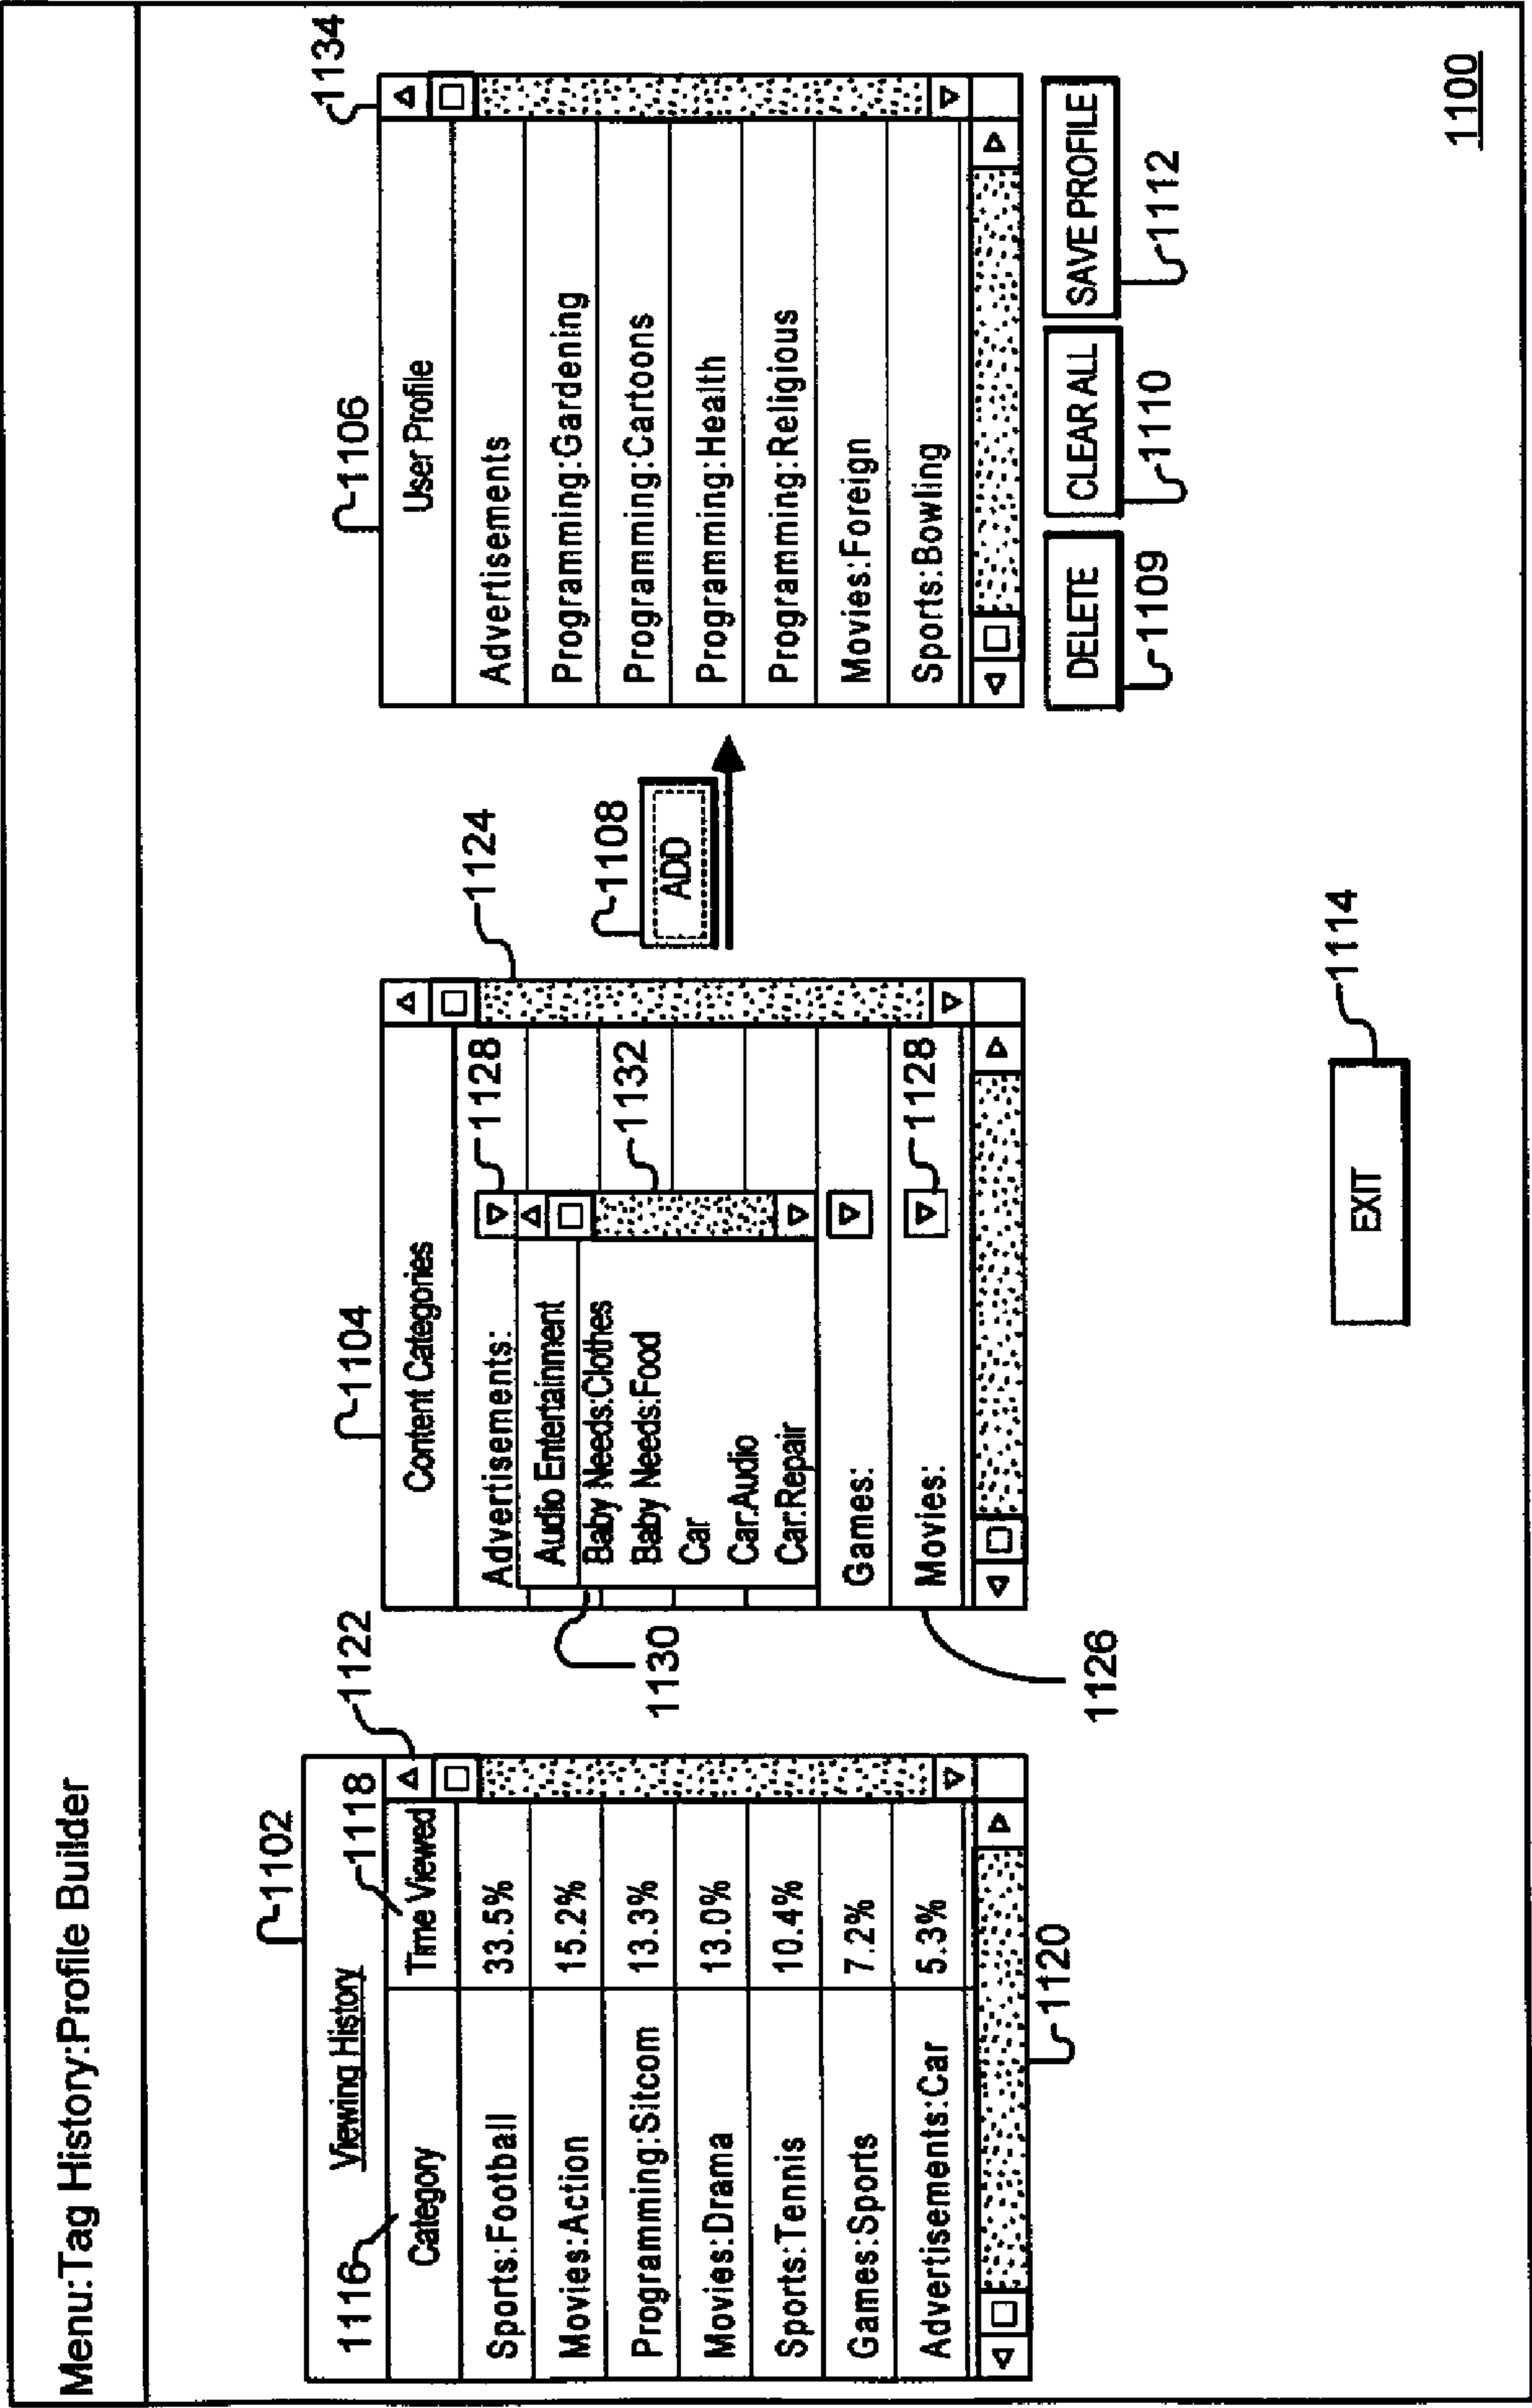 Menu:Tag History:Profile Builder
1102
Viewing History
1116
1118
1122
Category Time Viewed
Sports:Football 33.5%
Movies:Action 15.2%
Programming:Sitcom 13.3%
Movies:Drama 13.0%
Sports:Tennis 10.4%
Games:Sports 7.2%
Advertisements:Car 5.3%
1120
1104
Content Categories
1124
Advertisements:
1128
Audio Entertainment
Baby Needs:Clothes
Baby Needs:Food
Car
Car:Audio
Car:Repair
1130
1132
Games:
Movies:
1128
1126
1108
ADD
1106
1134
User Profile
Advertisements
Programming:Gardening
Programming:Cartoons
Programming:Health
Programming:Religious
Movies:Foreign
Sports:Bowling
DELETE CLEAR ALL SAVE PROFILE
1109 1110 1112
EXIT
1114
1100